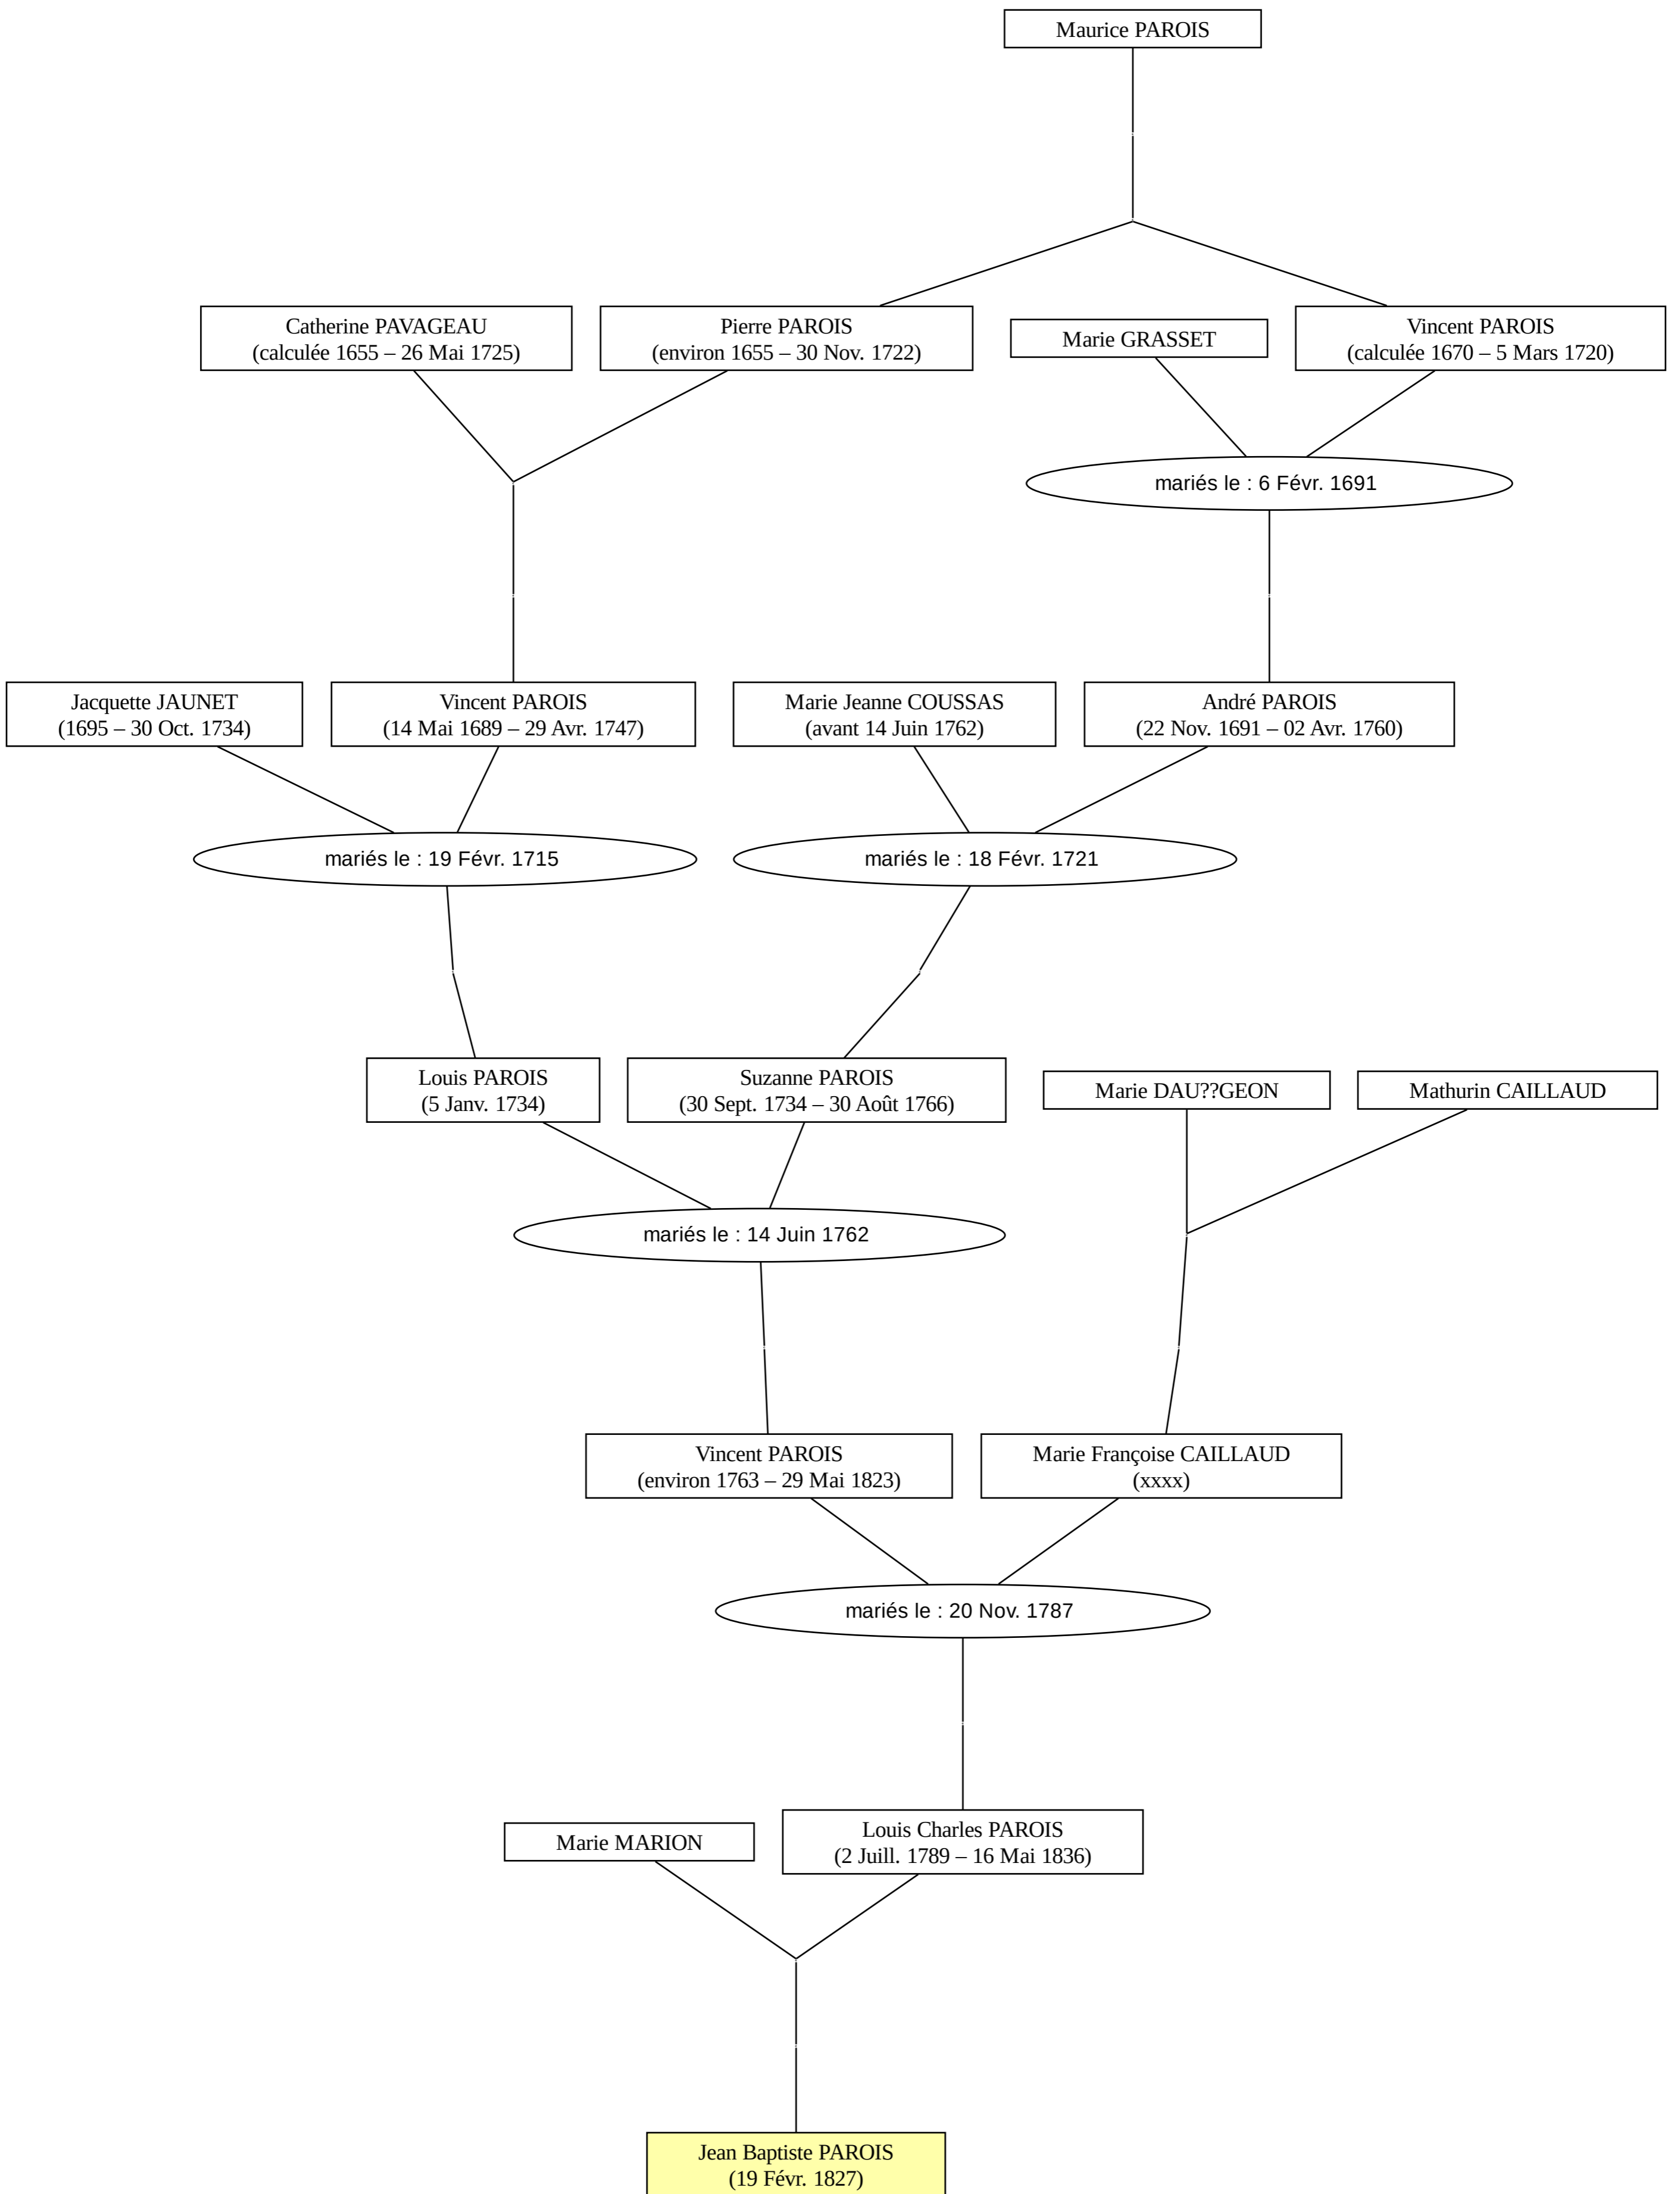 Maurice PAROIS
Catherine PAVAGEAU
(calculée 1655 – 26 Mai 1725)
Pierre PAROIS
(environ 1655 – 30 Nov. 1722)
Marie GRASSET
Vincent PAROIS
(calculée 1670 – 5 Mars 1720)
mariés le : 6 Févr. 1691
Jacquette JAUNET
(1695 – 30 Oct. 1734)
Vincent PAROIS
(14 Mai 1689 – 29 Avr. 1747)
Marie Jeanne COUSSAS
(avant 14 Juin 1762)
André PAROIS
(22 Nov. 1691 – 02 Avr. 1760)
mariés le : 19 Févr. 1715
mariés le : 18 Févr. 1721
Louis PAROIS
(5 Janv. 1734)
Suzanne PAROIS
(30 Sept. 1734 – 30 Août 1766)
Marie DAU??GEON
Mathurin CAILLAUD
mariés le : 14 Juin 1762
Vincent PAROIS
(environ 1763 – 29 Mai 1823)
Marie Françoise CAILLAUD
(xxxx)
mariés le : 20 Nov. 1787
Marie MARION
Louis Charles PAROIS
(2 Juill. 1789 – 16 Mai 1836)
Jean Baptiste PAROIS
(19 Févr. 1827)